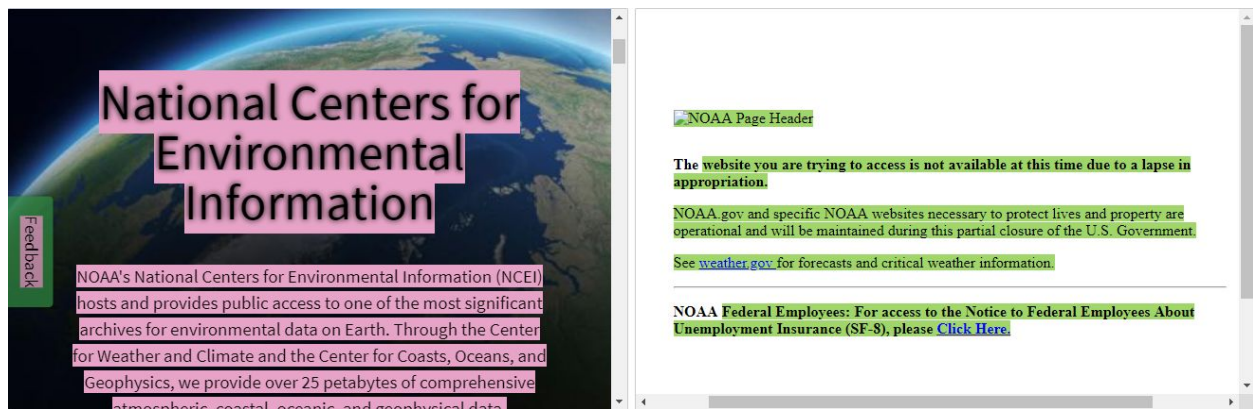 National Centers for
Environmental
Information
Feedback
NOAA's National Centers for Environmental Information (NCEI)
hosts and provides public access to one of the most significant
archives for environmental data on Earth. Through the Center
for Weather and Climate and the Center for Coasts, Oceans, and
Geophysics, we provide over 25 petabytes of comprehensive
atmospheric, coastal, oceanic, and geophysical data.
NOAA Page Header
The website you are trying to access is not available at this time due to a lapse in
appropriation.
NOAA.gov and specific NOAA websites necessary to protect lives and property are
operational and will be maintained during this partial closure of the U.S. Government.
See weather.gov for forecasts and critical weather information.
NOAA Federal Employees: For access to the Notice to Federal Employees About
Unemployment Insurance (SF-8), please Click Here.